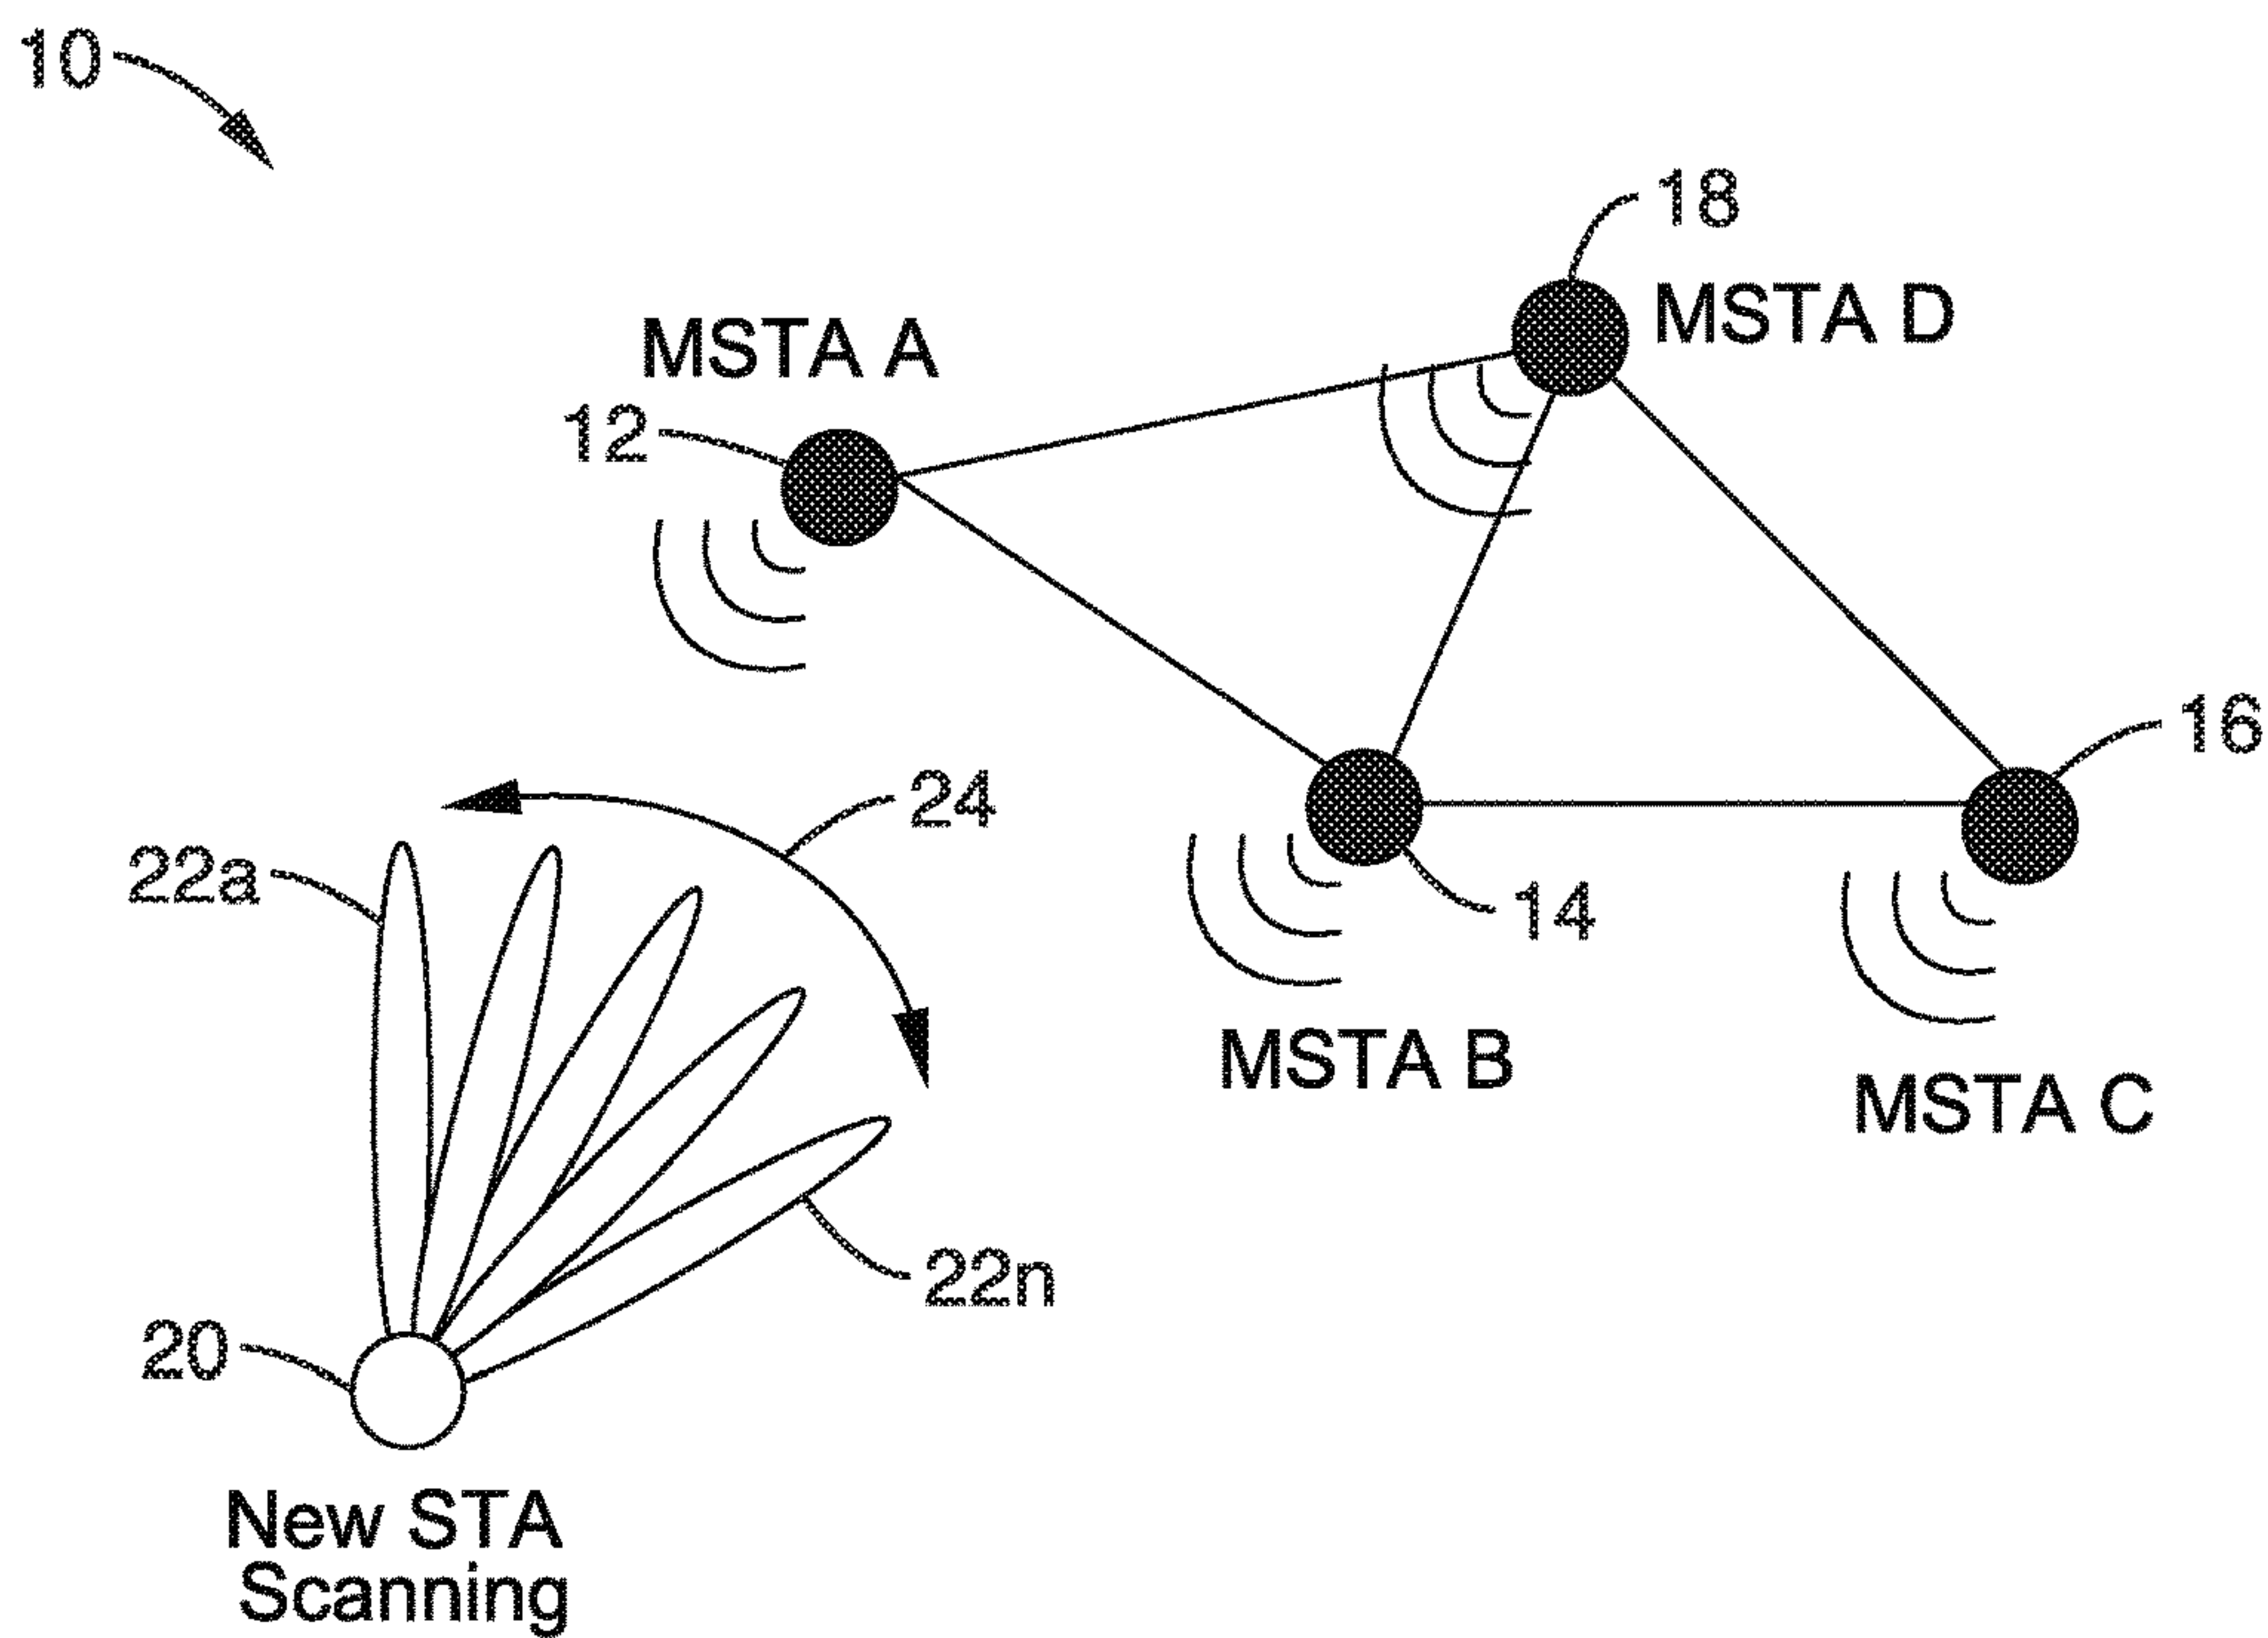 10
18
MSTA D
MSTA A
12
16
24
22a
14
MSTA B
MSTA C
22n
20
New STA
Scanning